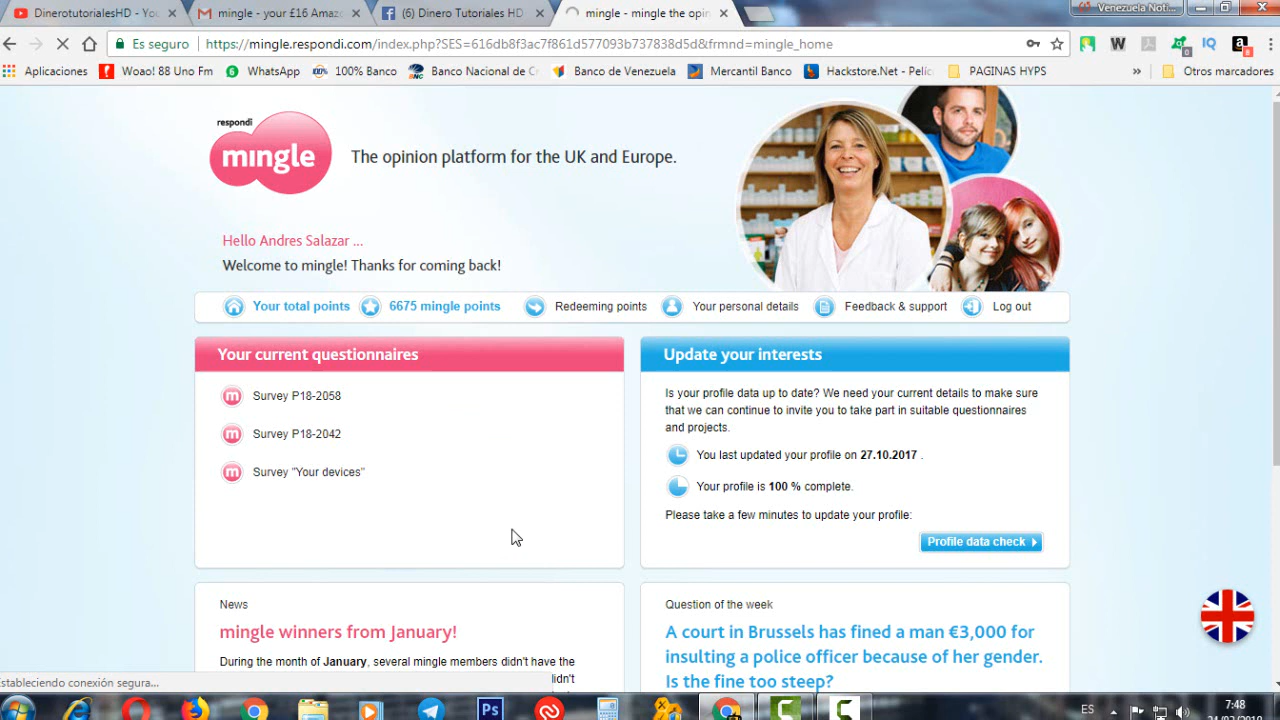 DinerotutorialesHD - Yo
mingle - your £16 Amaz
(6) Dinero Tutoriales HD
mingle - mingle the opin
Venezuela Noti...
Es seguro
https://mingle.respondi.com/index.php?SES=616db8f3ac7f861d577093b737838d5d&frmnd=mingle_home
Aplicaciones
Woao! 88 Uno Fm
WhatsApp
100% Banco
Banco Nacional de Cr
Banco de Venezuela
Mercantil Banco
Hackstore.Net - Pelic
PAGINAS HYPS
»
Otros marcadores
respondi
mingle
The opinion platform for the UK and Europe.
Hello Andres Salazar ...
Welcome to mingle! Thanks for coming back!
Your total points
6675 mingle points
Redeeming points
Your personal details
Feedback & support
Log out
Your current questionnaires
Survey P18-2058
Survey P18-2042
Survey "Your devices"
Update your interests
Is your profile data up to date? We need your current details to make sure
that we can continue to invite you to take part in suitable questionnaires
and projects.
You last updated your profile on 27.10.2017 .
Your profile is 100 % complete.
Please take a few minutes to update your profile:
Profile data check
News
mingle winners from January!
During the month of January, several mingle members didn't have the
ldn't
Question of the week
A court in Brussels has fined a man €3,000 for
insulting a police officer because of her gender.
Is the fine too steep?
Estableciendo conexión segura...
Ps
ES
7:48